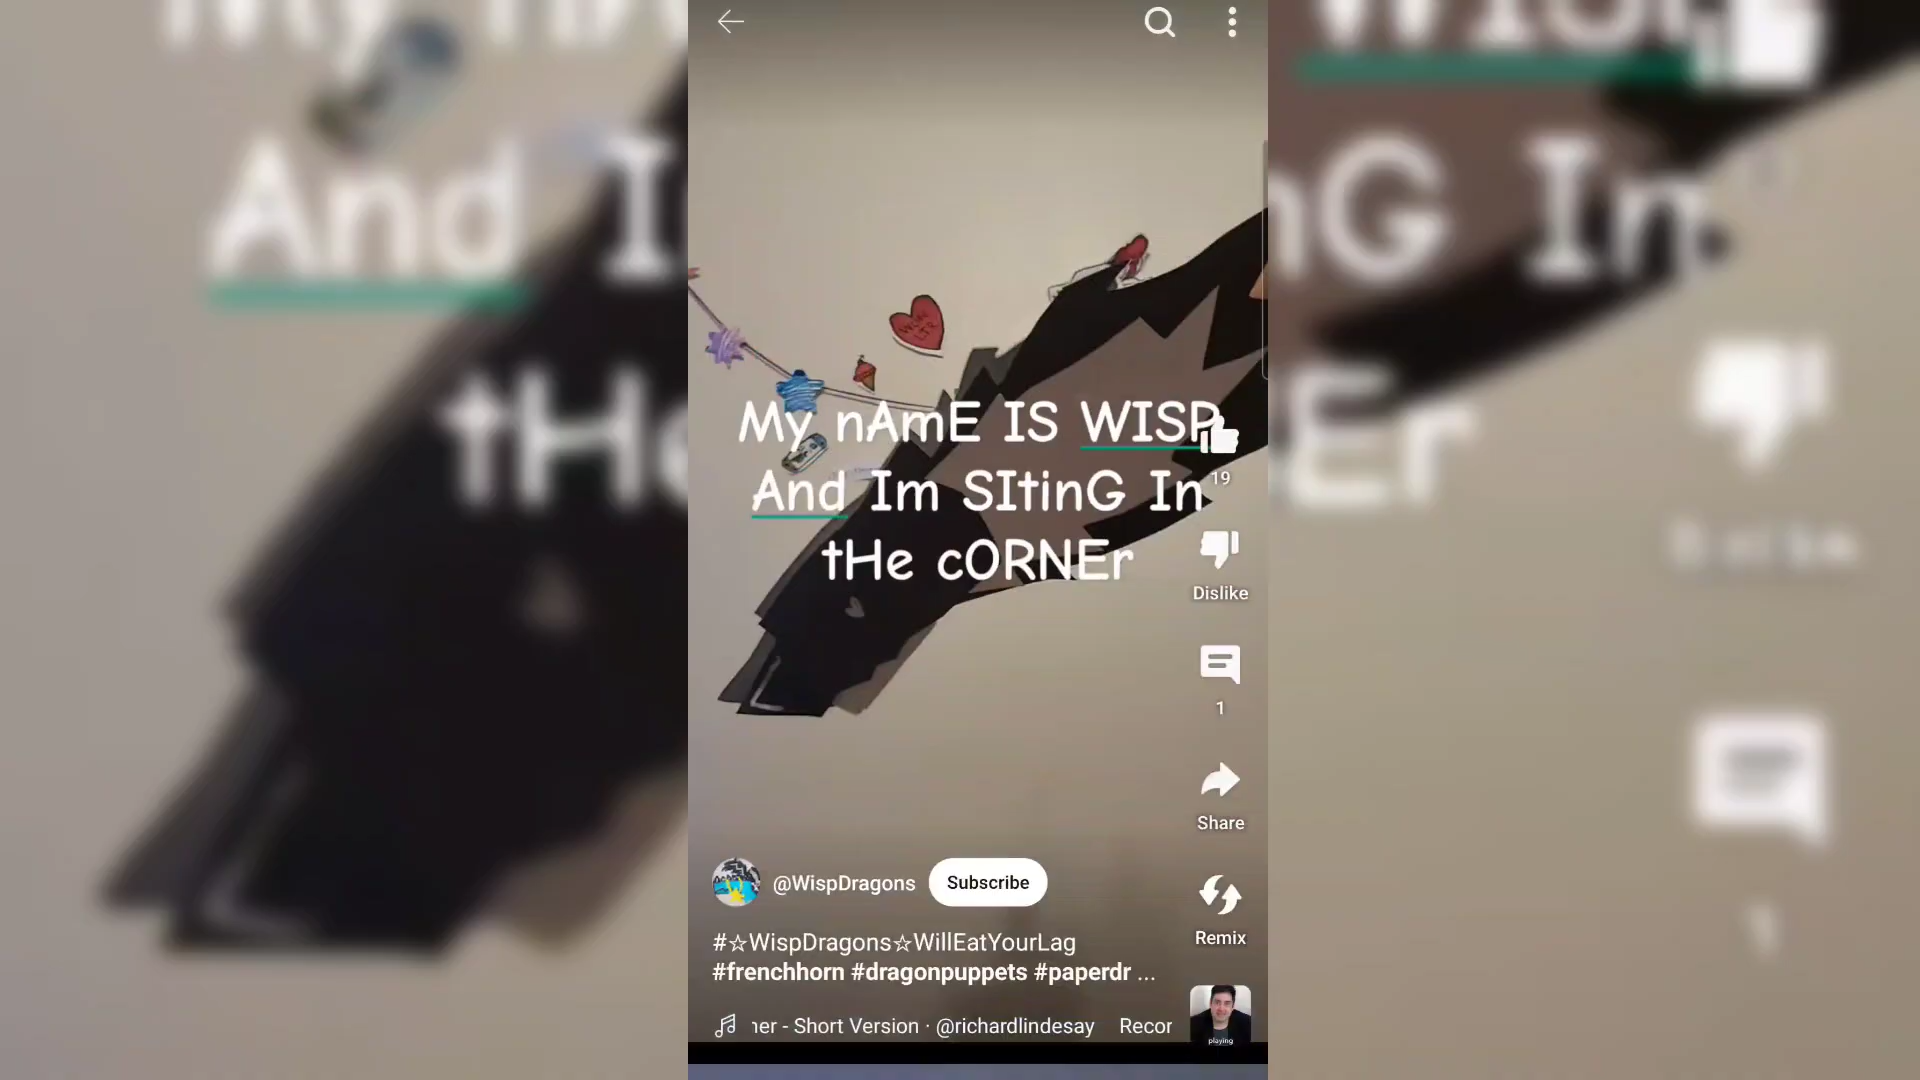 My nAmE IS WISP
And Im SItinG In
tHe cORNEr
19
Dislike
1
Share
@WispDragons
Subscribe
Remix
#☆WispDragons☆WillEatYourLag
#frenchhorn #dragonpuppets #paperdr ...
ner - Short Version · @richardlindesay Recor
playing